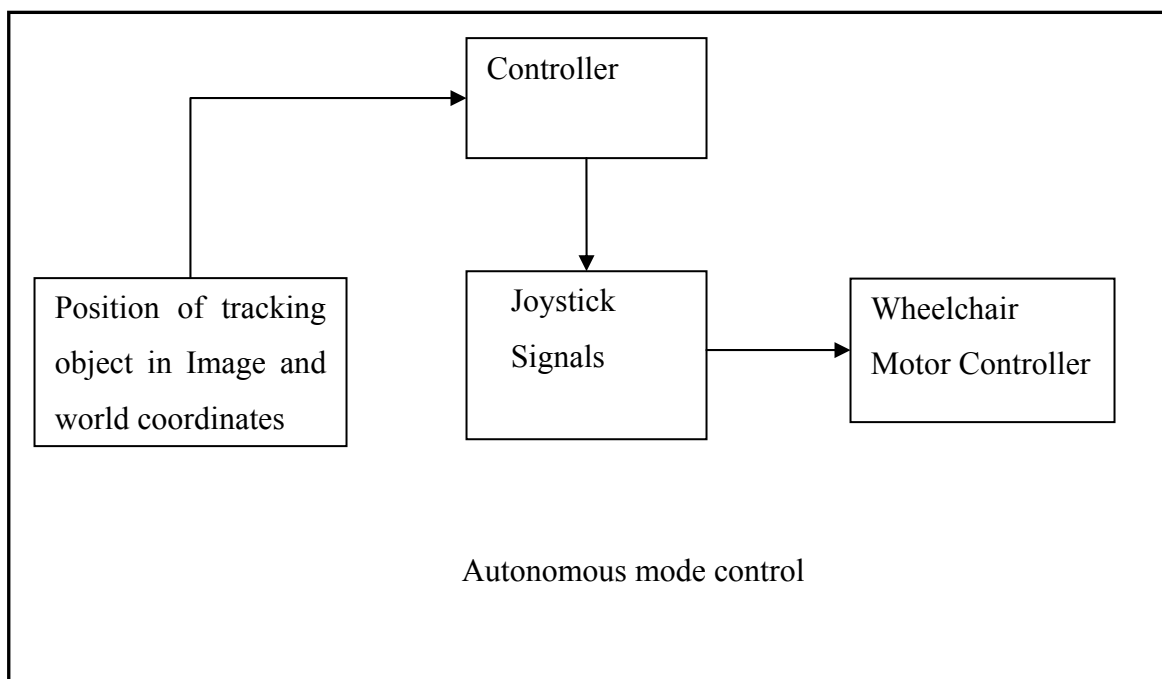 Controller
Position of tracking
object in Image and
world coordinates
Joystick
Signals
Wheelchair
Motor Controller
Autonomous mode control